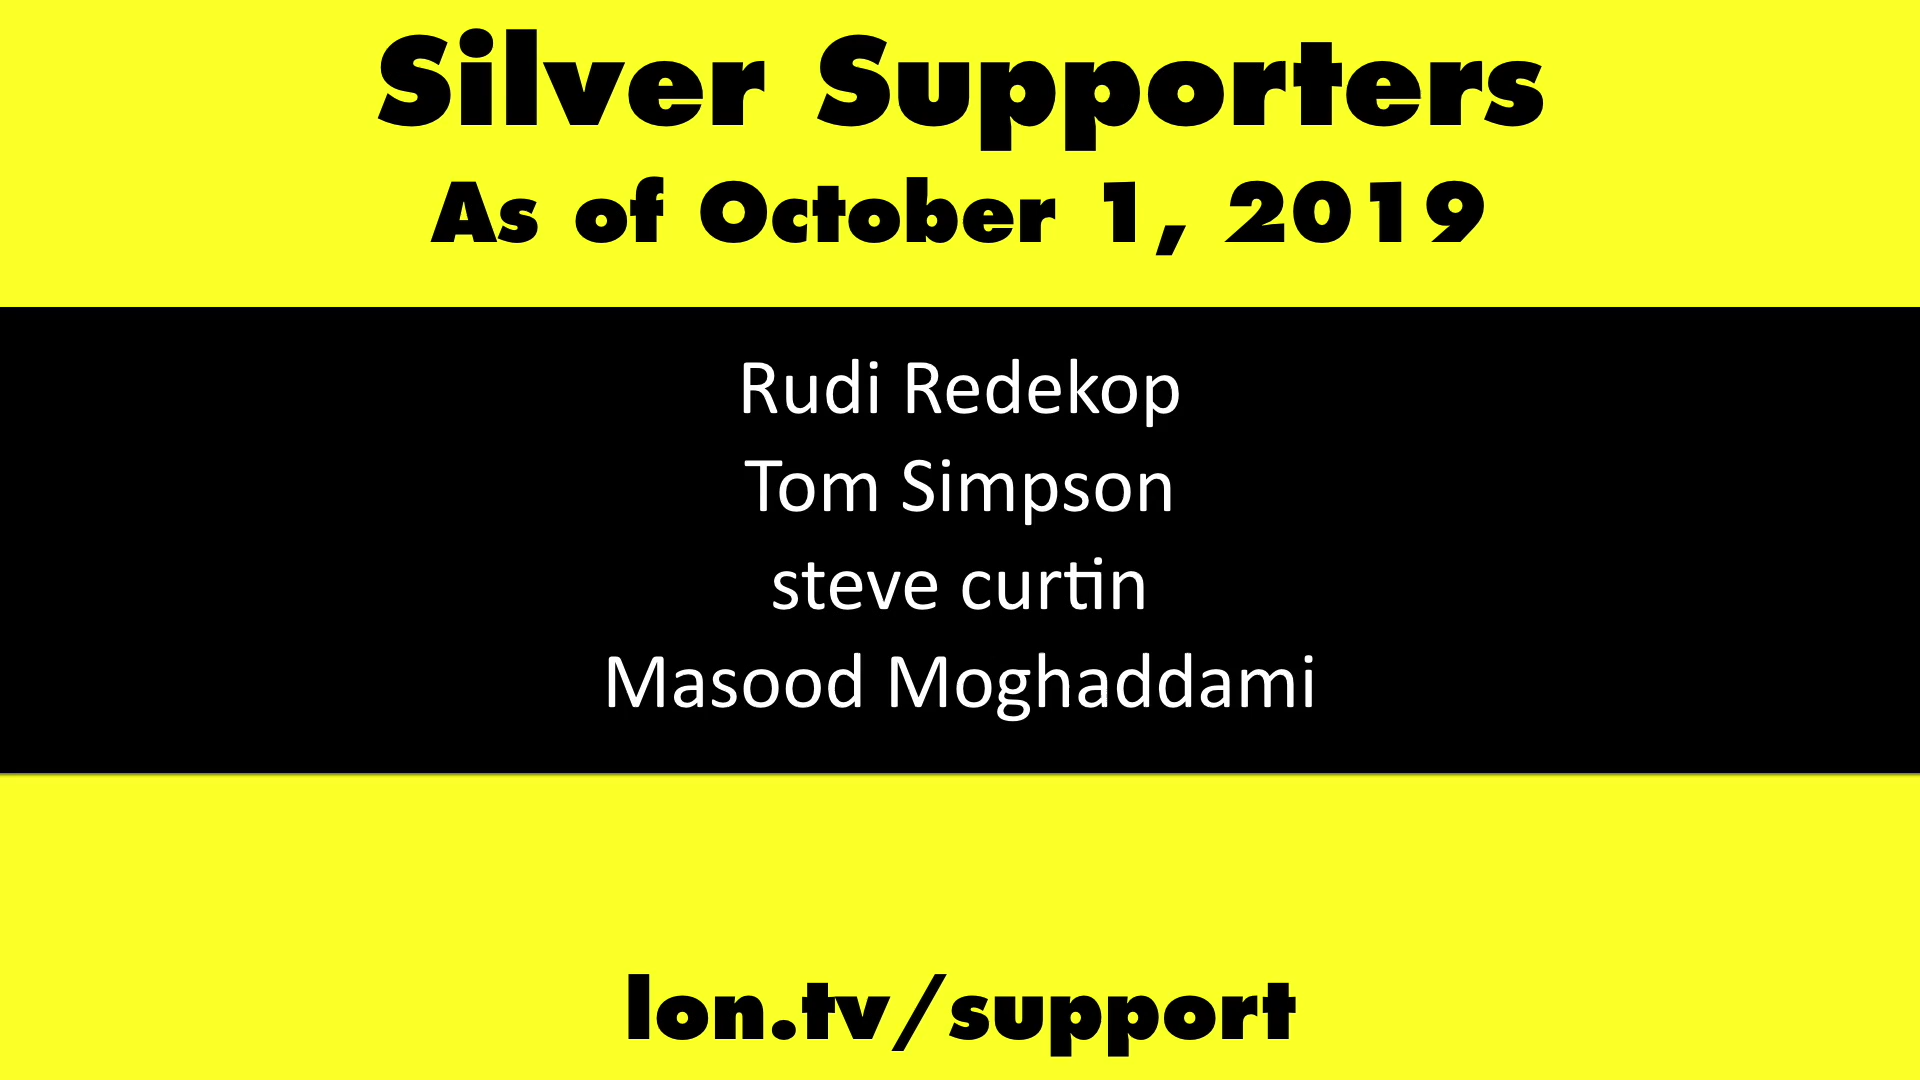 Silver Supporters
As of October 1, 2019
Rudi Redekop
Tom Simpson
steve curtin
Masood Moghaddami
lon.tv/support